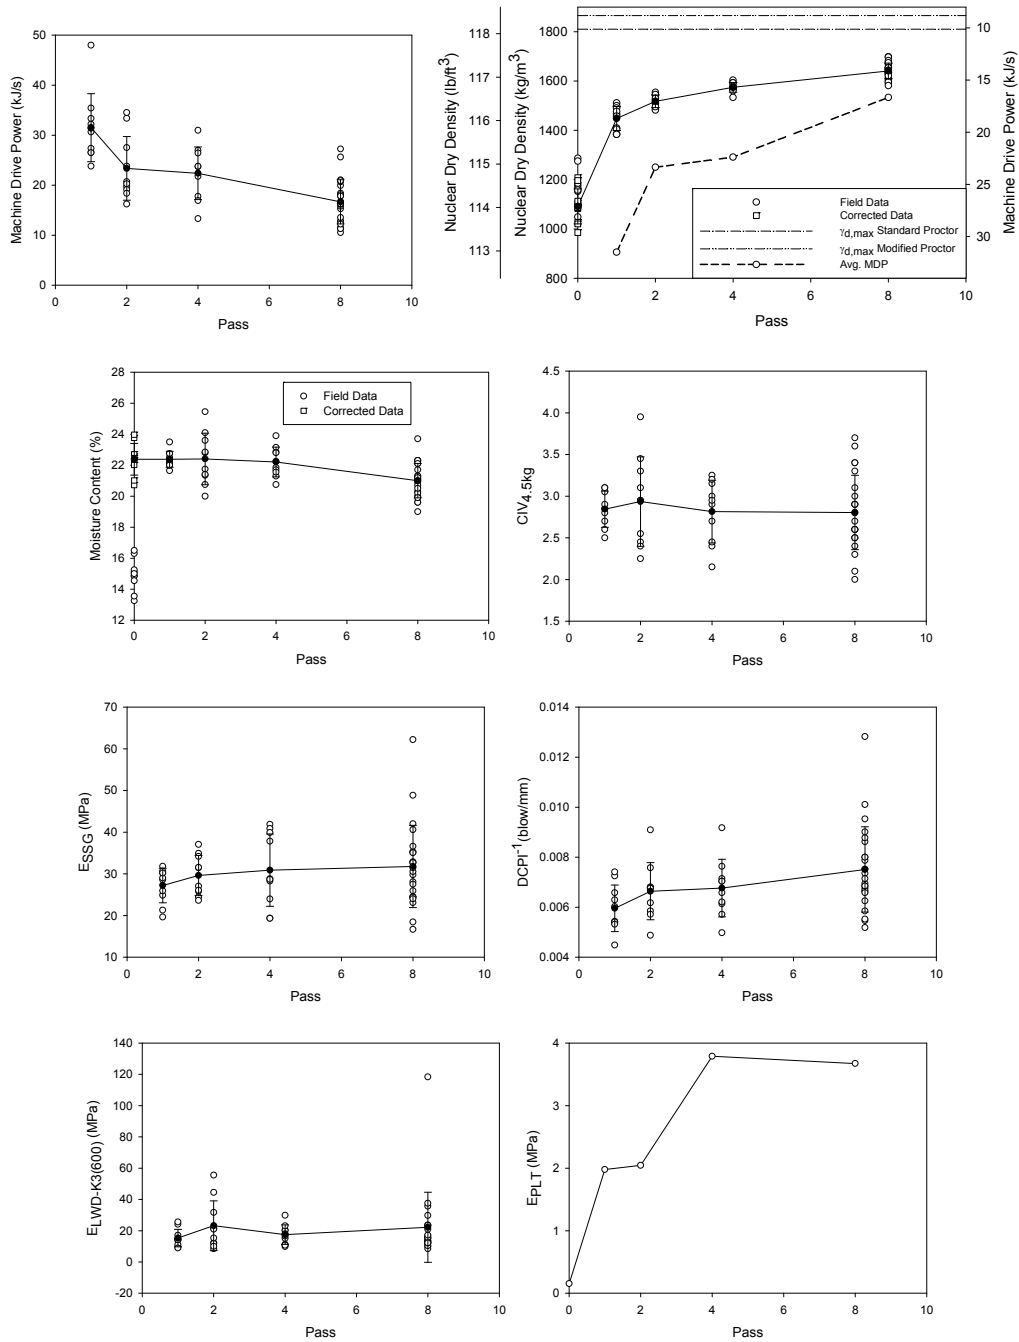 Machine Drive Power (kJ/s)
50
40
30
20
10
0
0 2 4 6 8 10
Pass
Nuclear Dry Density (lb/ft3)
118
117
116
115
114
113
Nuclear Dry Density (kg/m3)
1800
1600
1400
1200
1000
800
0 2 4 6 8 10
Pass
10
15
20
25
30
Machine Drive Power (kJ/s)
Field Data
Corrected Data
γd,max Standard Proctor
γd,max Modified Proctor
Avg. MDP
Moisture Content (%)
28
26
24
22
20
18
16
14
12
0 2 4 6 8 10
Pass
Field Data
Corrected Data
CIV4.5kg
4.5
4.0
3.5
3.0
2.5
2.0
1.5
0 2 4 6 8 10
Pass
ESSG (MPa)
70
60
50
40
30
20
10
0 2 4 6 8 10
Pass
DCPI-1 (blow/mm)
0.014
0.012
0.010
0.008
0.006
0.004
0 2 4 6 8 10
Pass
ELWD-K3(600) (MPa)
140
120
100
80
60
40
20
0
-20
0 2 4 6 8 10
Pass
EPLT (MPa)
4
3
2
1
0
0 2 4 6 8 10
Pass